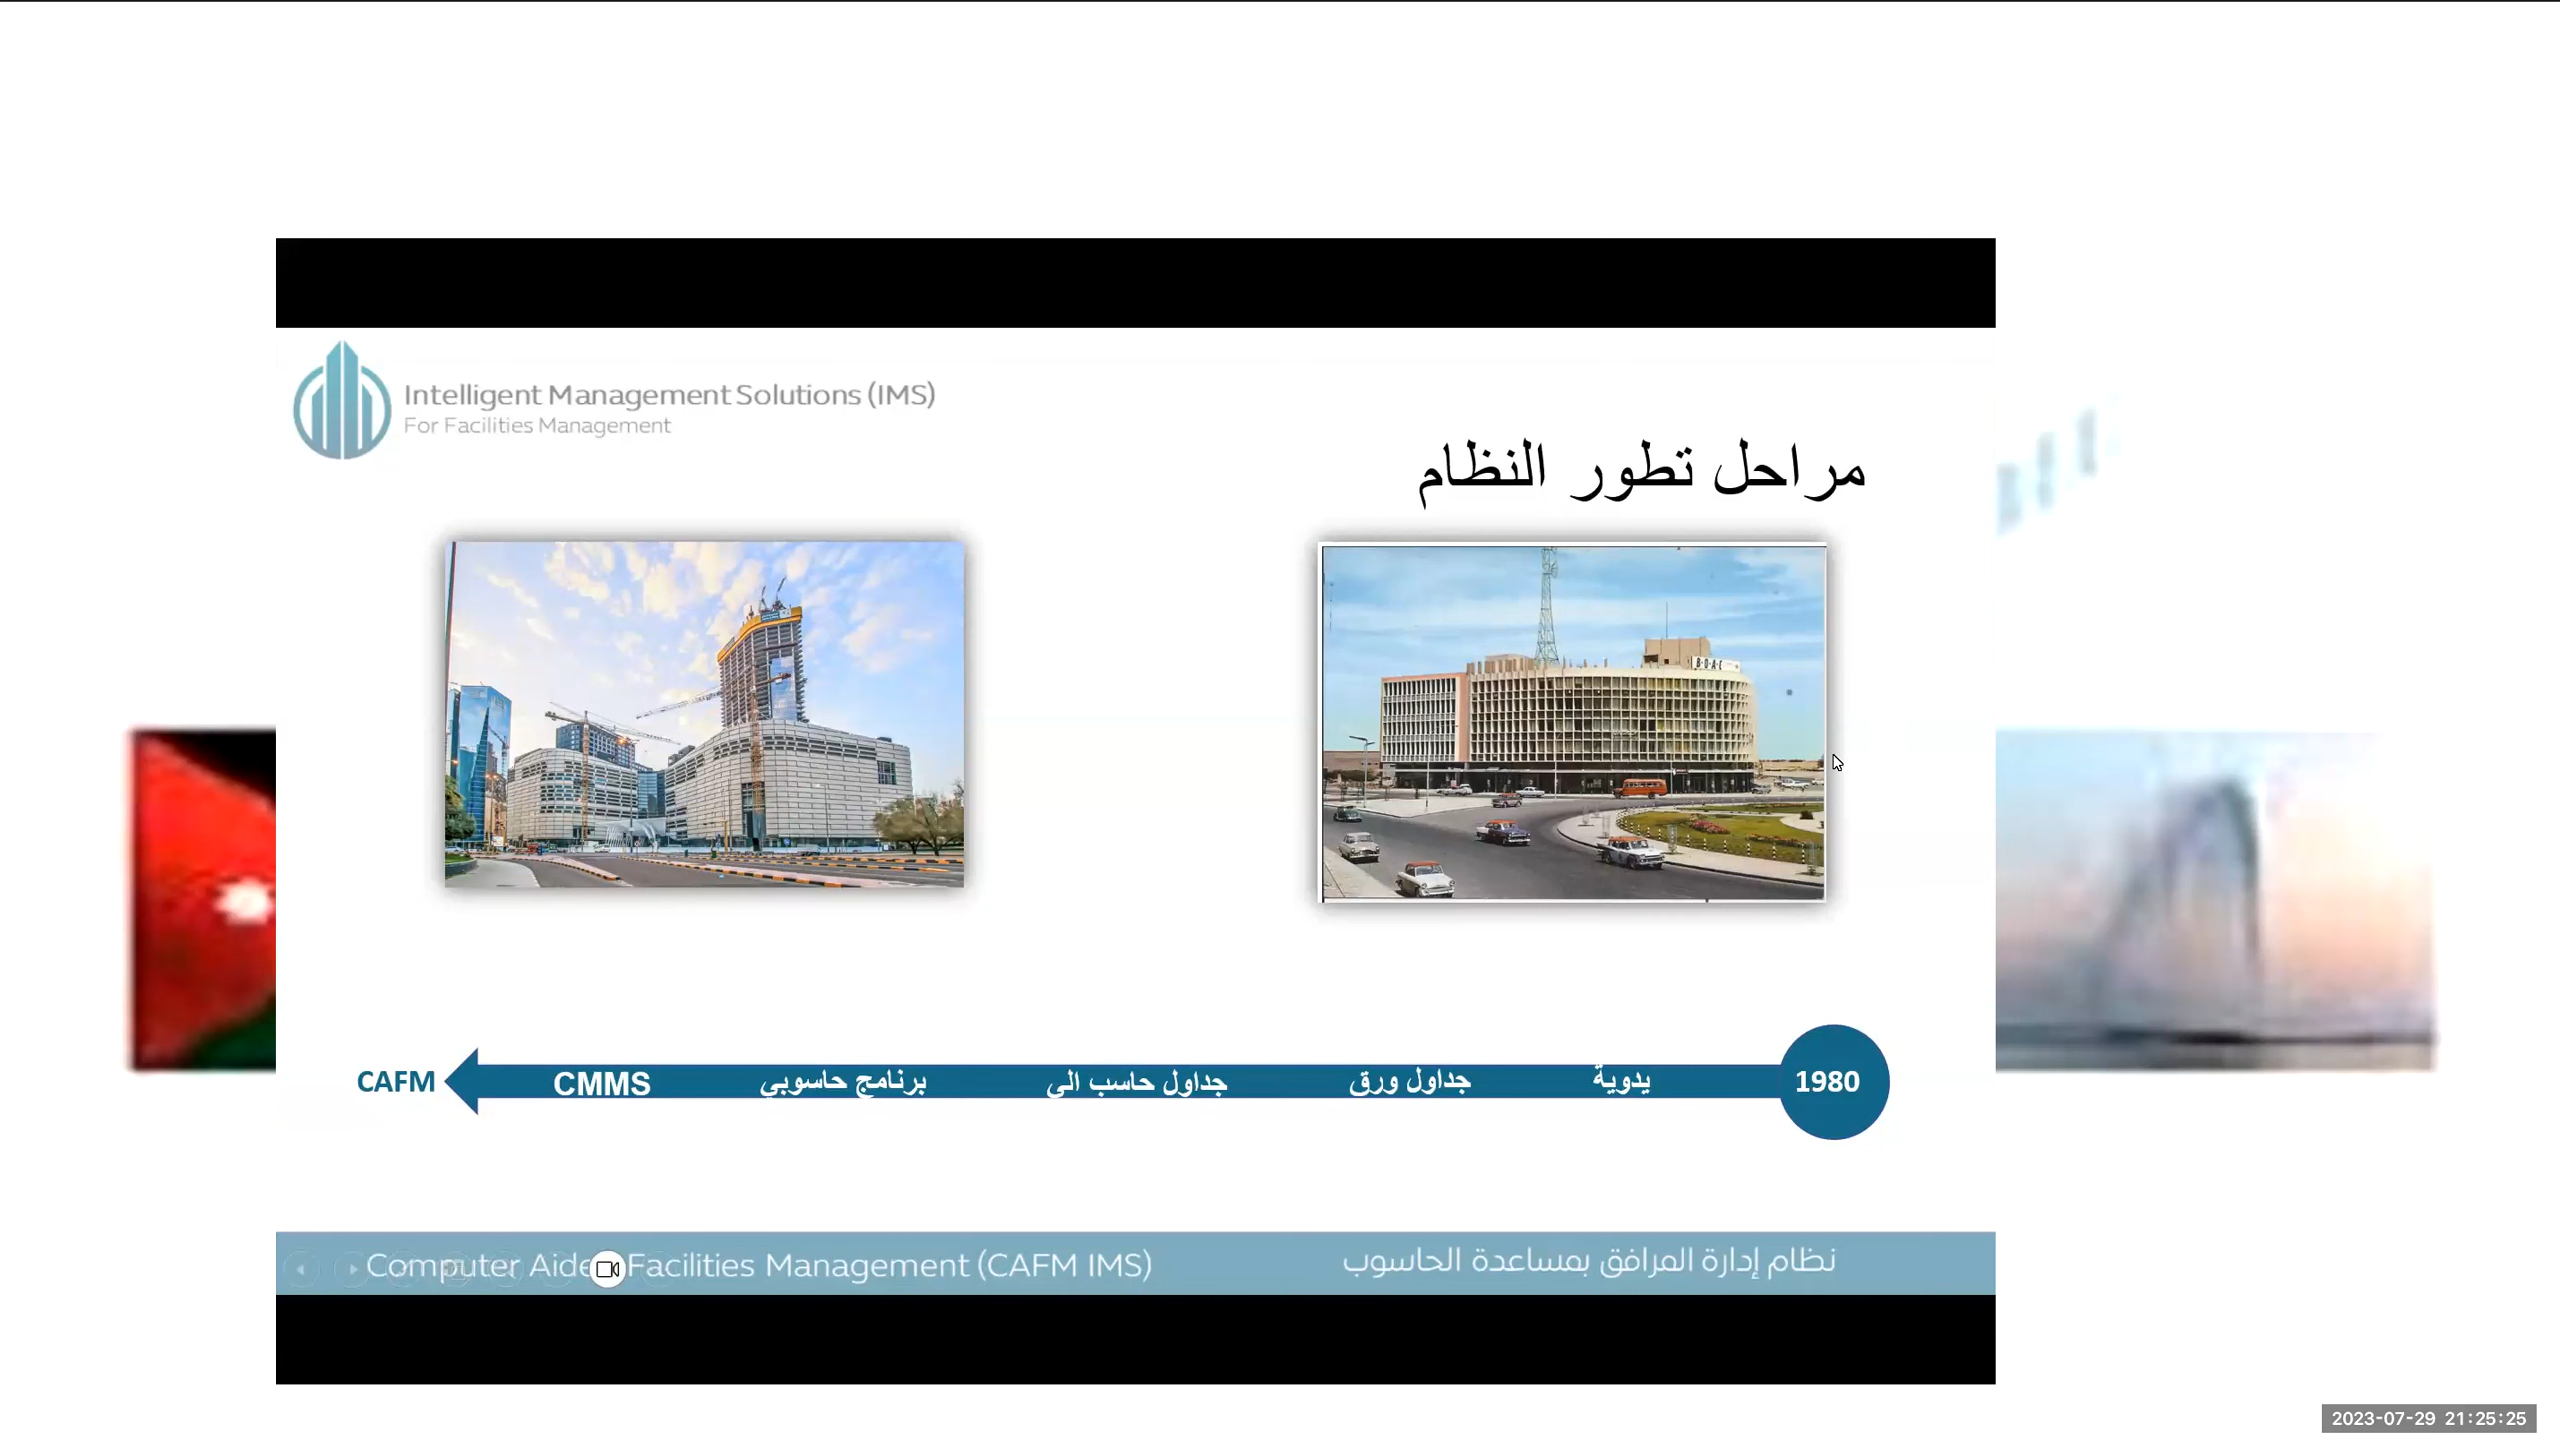 Intelligent Management Solutions (IMS)
For Facilities Management
مراحل تطور النظام
B·O·A·C
1980
يدوية
جداول ورق
جداول حاسب الى
برنامج حاسوبي
CMMS
CAFM
نظام إدارة المرافق بمساعدة الحاسوب
Computer Aide Facilities Management (CAFM IMS)
2023-07-29 21:25:25